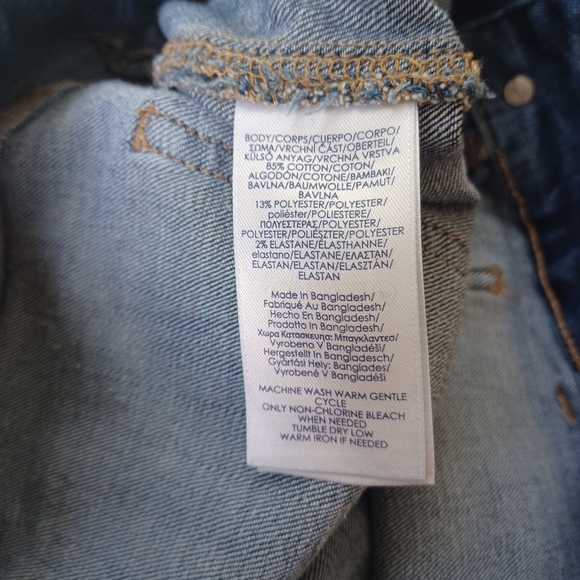 BODY/CORPS/CUERPO/CORPO/
ΣΩΜΑ/VRCHNÍ ČÁST/OBERTEIL/
KÜLSŐ ANYAG/VRCHNÁ VRSTVA
85% COTTON/COTON/
ALGODÓN/COTONE/BAMBAKI/
BAVLNA/BAUMWOLLE/PAMUT/
BAVLNA
13% POLYESTER/POLYESTER/
poliéster/POLIESTERE/
ΠΟΛΥΕΣΤΕΡΑΣ/POLYESTER/
POLYESTER/POLIÉSZTER/POLYESTER
2% ELASTANE/ÉLASTHANNE/
elastano/ELASTANE/ΕΛΑΣΤΑΝ/
ELASTAN/ELASTAN/ELASZTÁN/
ELASTAN
Made In Bangladesh/
Fabriqué Au Bangladesh/
Hecho En Bangladesh/
Prodotto In Bangladesh/
Χωρα Κατασκευης: Μπαγκλαντεσ/
Vyrobeno V Bangladéši/
Hergestellt In Bangladesch/
Gyártási Hely: Banglades/
Vyrobené V Bangladéši
MACHINE WASH WARM GENTLE
CYCLE
ONLY NON-CHLORINE BLEACH
WHEN NEEDED
TUMBLE DRY LOW
WARM IRON IF NEEDED